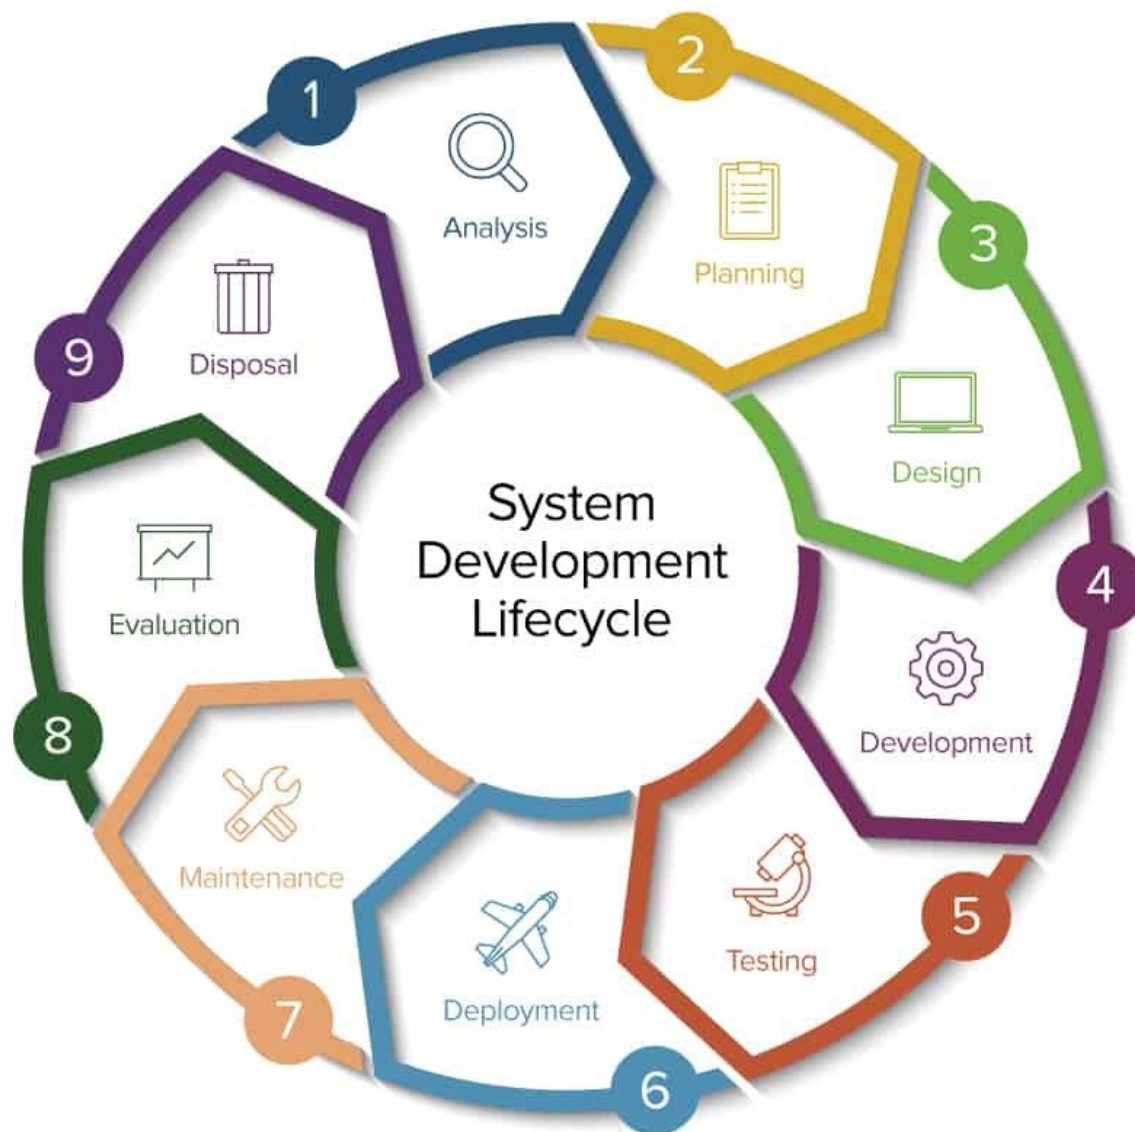 System
Development
Lifecycle
1
Analysis
2
Planning
3
Design
4
Development
5
Testing
6
Deployment
7
Maintenance
8
Evaluation
9
Disposal